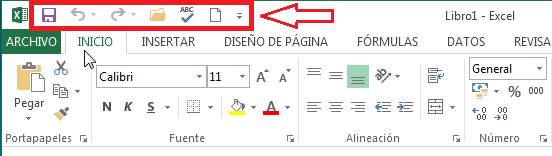 ABC
Libro1 - Excel
ARCHIVO INICIO INSERTAR DISEÑO DE PÁGINA FÓRMULAS DATOS REVISA
Calibri 11 A A General
Pegar N K S A % 000
Portapapeles Fuente Alineación Número